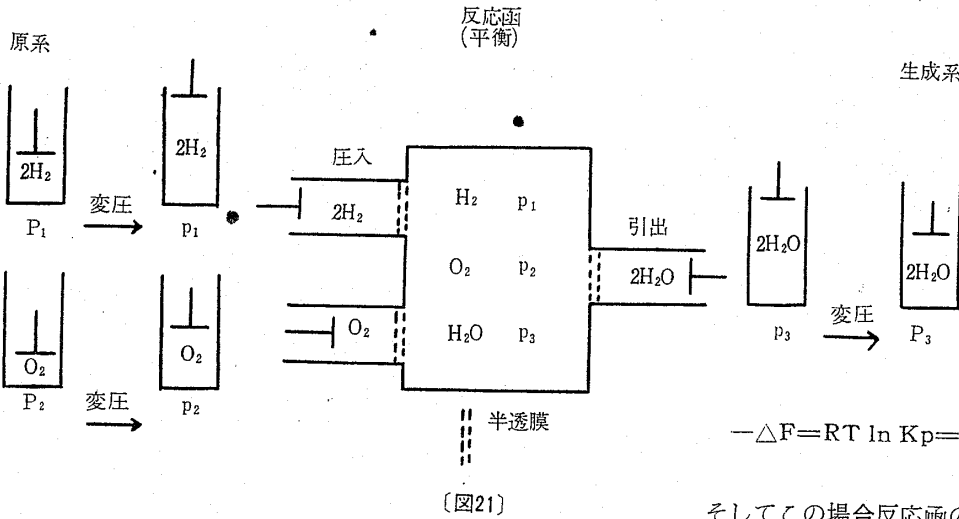 反応函
(平衡)
原系
生成系
2H₂
P₁
変圧
2H₂
p₁
圧入
2H₂
O₂
P₂
変圧
O₂
p₂
O₂
H₂ p₁
O₂ p₂
H₂O p₃
引出
2H₂O
2H₂O
p₃
変圧
2H₂O
P₃
半透膜
〔図21〕
−△F=RT ln Kp=
そしてこの場合反応函の